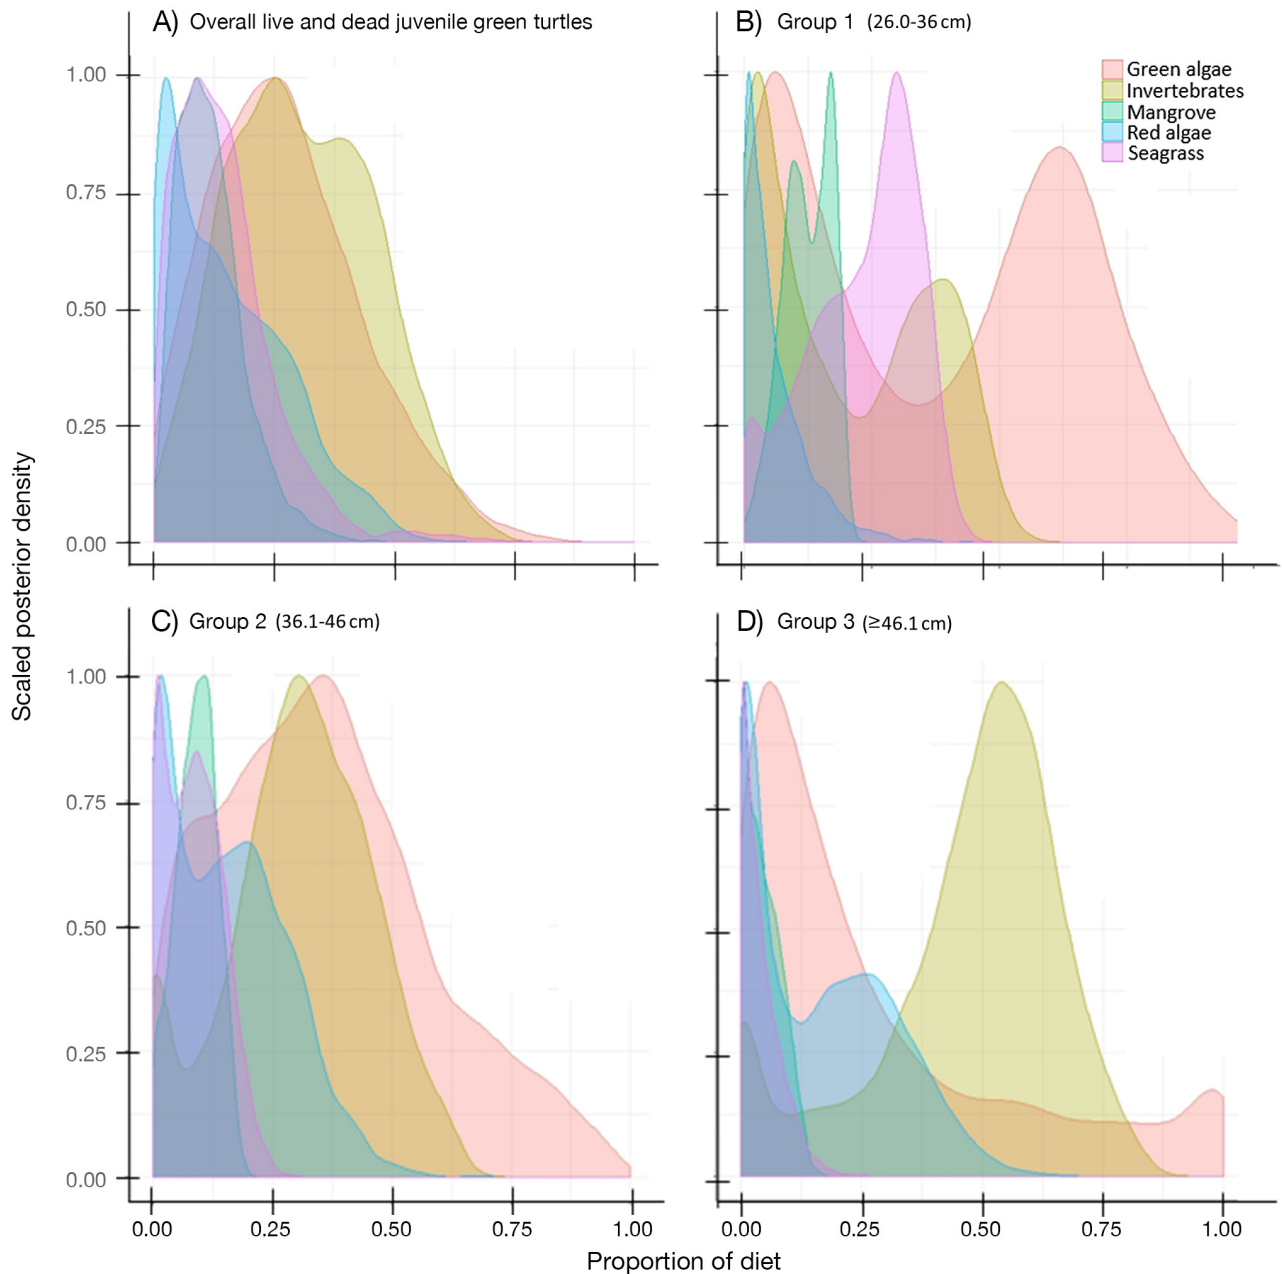 A) Overall live and dead juvenile green turtles
B) Group 1 (26.0-36 cm)
Green algae
Invertebrates
Mangrove
Red algae
Seagrass
1.00
0.75
0.50
0.25
0.00
C) Group 2 (36.1-46 cm)
D) Group 3 (≥46.1 cm)
1.00
0.75
0.50
0.25
0.00
0.00 0.25 0.50 0.75 1.00
0.00 0.25 0.50 0.75 1.00
Scaled posterior density
Proportion of diet